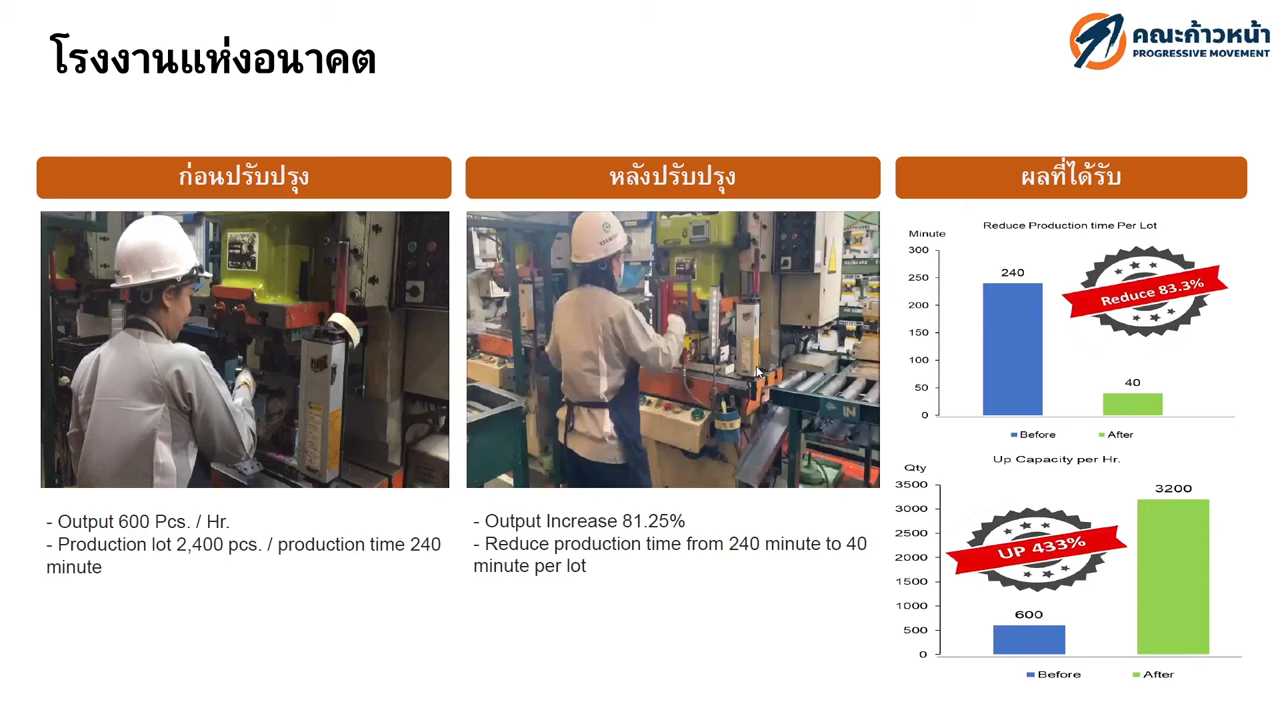 โรงงานแห่งอนาคต
คณะก้าวหน้า
PROGRESSIVE MOVEMENT
ก่อนปรับปรุง
หลังปรับปรุง
ผลที่ได้รับ
- Output 600 Pcs. / Hr.
- Production lot 2,400 pcs. / production time 240
minute
- Output Increase 81.25%
- Reduce production time from 240 minute to 40
minute per lot
Reduce Production time Per Lot
Minute
300
250
200
150
100
50
0
240
40
Reduce 83.3%
Before
After
Up Capacity per Hr.
Qty
3500
3000
2500
2000
1500
1000
500
0
600
3200
UP 433%
Before
After